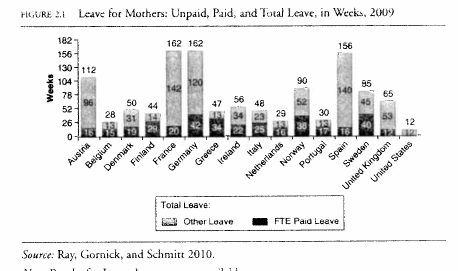 FIGURE 2.1 Leave for Mothers: Unpaid, Paid, and Total Leave, in Weeks, 2009
Weeks
182
156
130
104
78
52
26
0
112
96
16
28
13
15
50
31
19
44
14
29
162
142
20
162
120
42
47
13
34
56
34
22
48
23
25
29
13
16
90
52
38
30
13
17
156
140
16
85
45
40
65
53
12
12
Austria
Belgium
Denmark
Finland
France
Germany
Greece
Ireland
Italy
Netherlands
Norway
Portugal
Spain
Sweden
United Kingdom
United States
Total Leave:
Other Leave FTE Paid Leave
Source: Ray, Gornick, and Schmitt 2010.